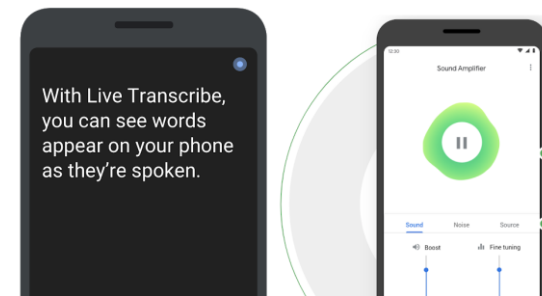 With Live Transcribe,
you can see words
appear on your phone
as they're spoken.
12:30
Sound Amplifier
Sound Noise Source
Boost Fine tuning